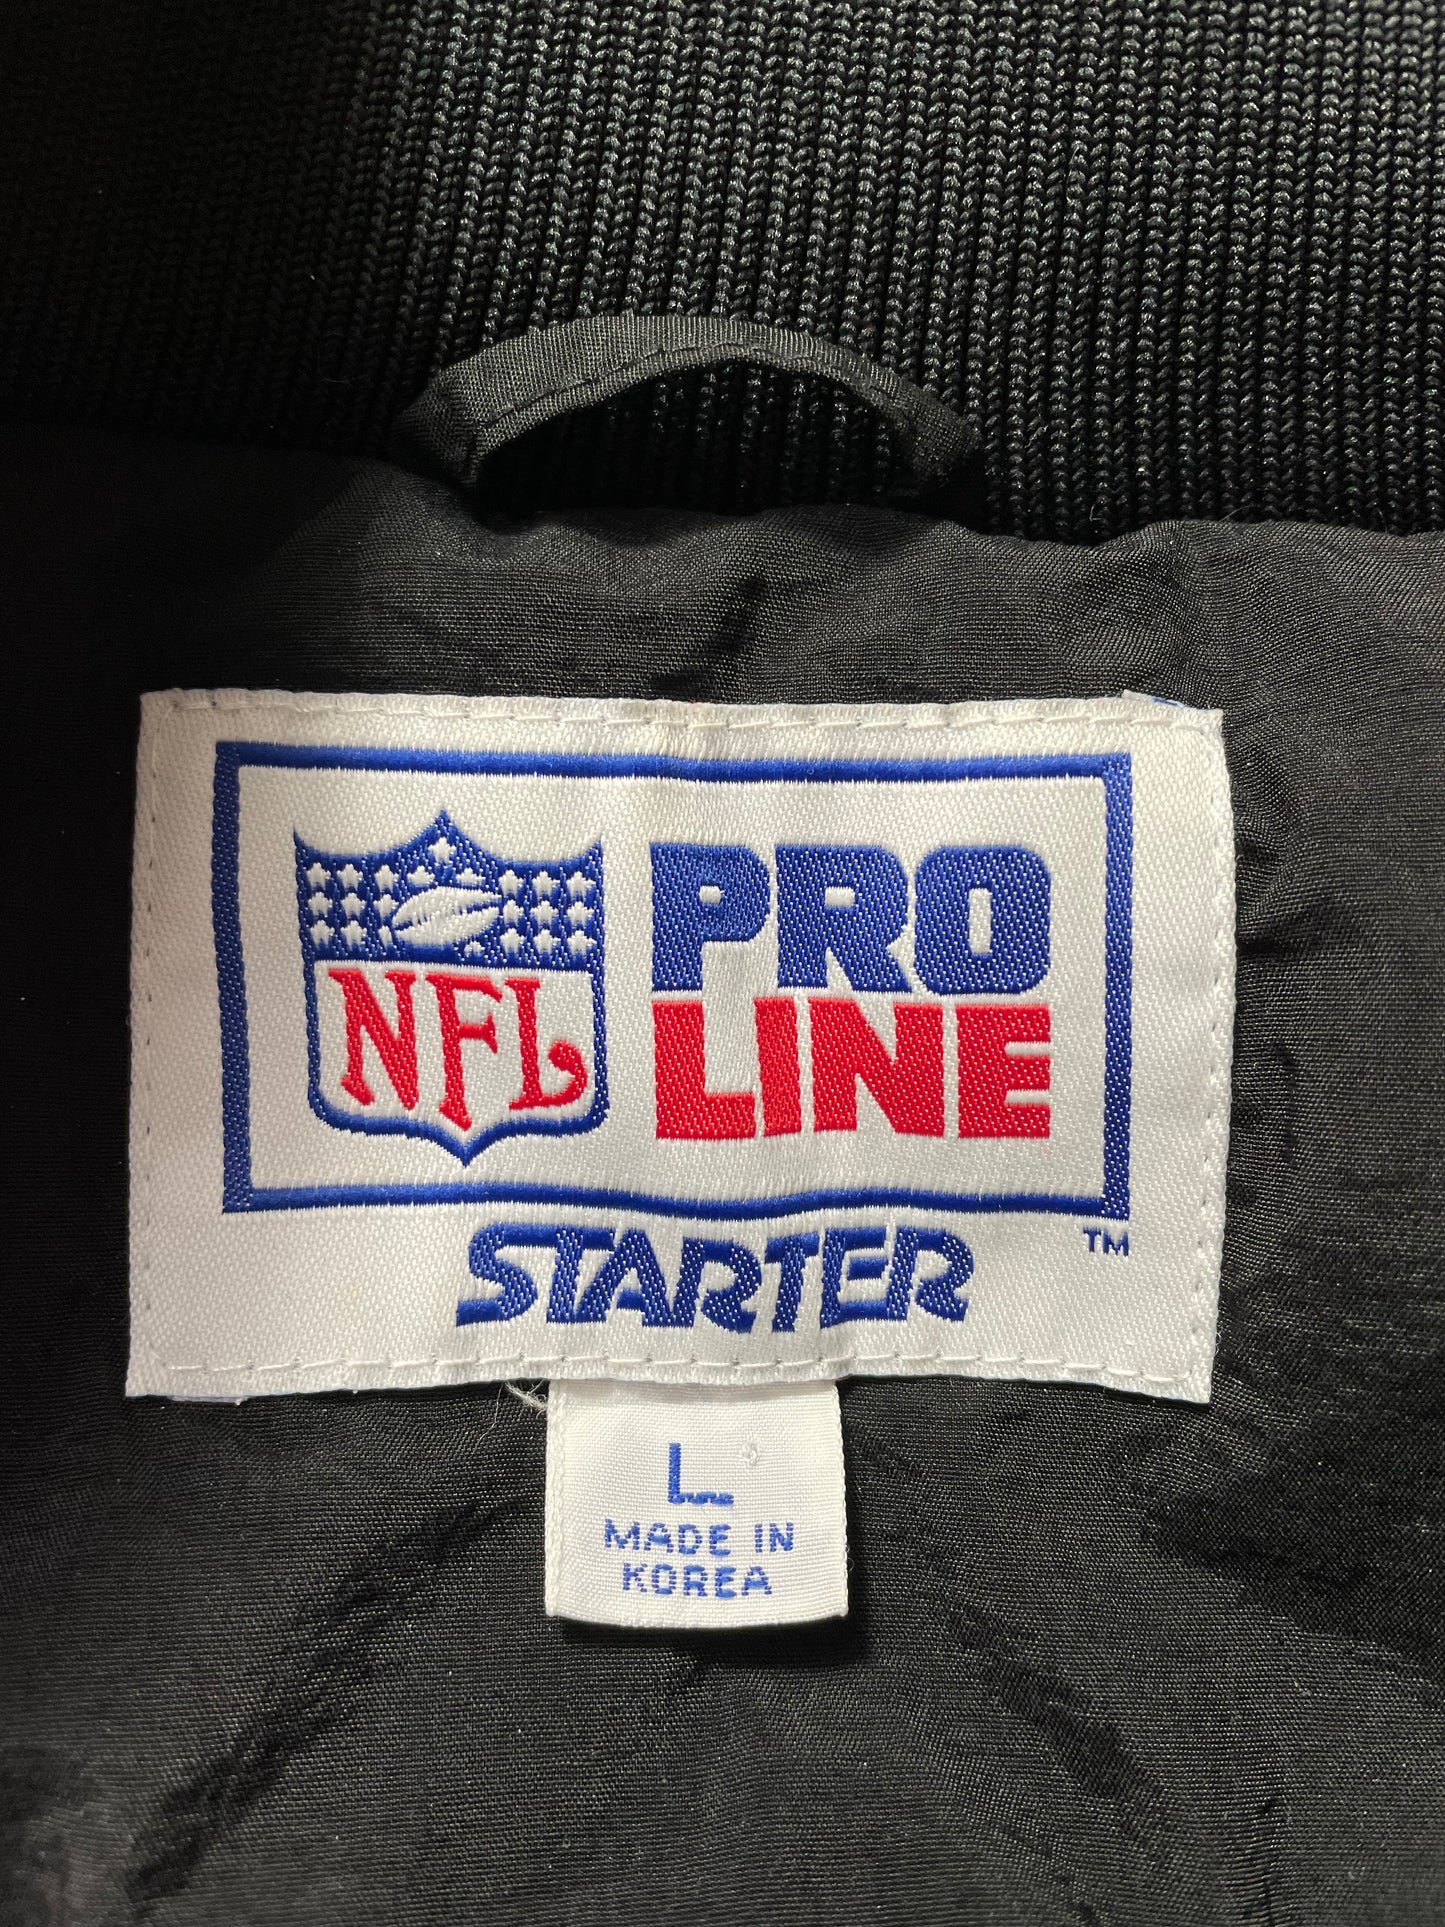 NFL
PRO
LINE
STARTER
TM
L
MADE IN
KOREA